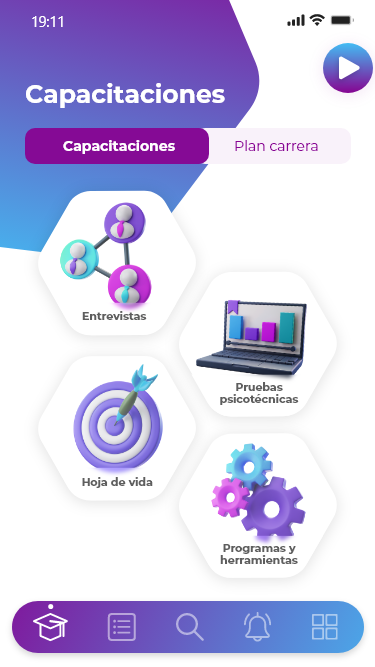 19:11
Capacitaciones
Capacitaciones
Plan carrera
Entrevistas
Pruebas
psicotécnicas
Hoja de vida
Programas y
herramientas